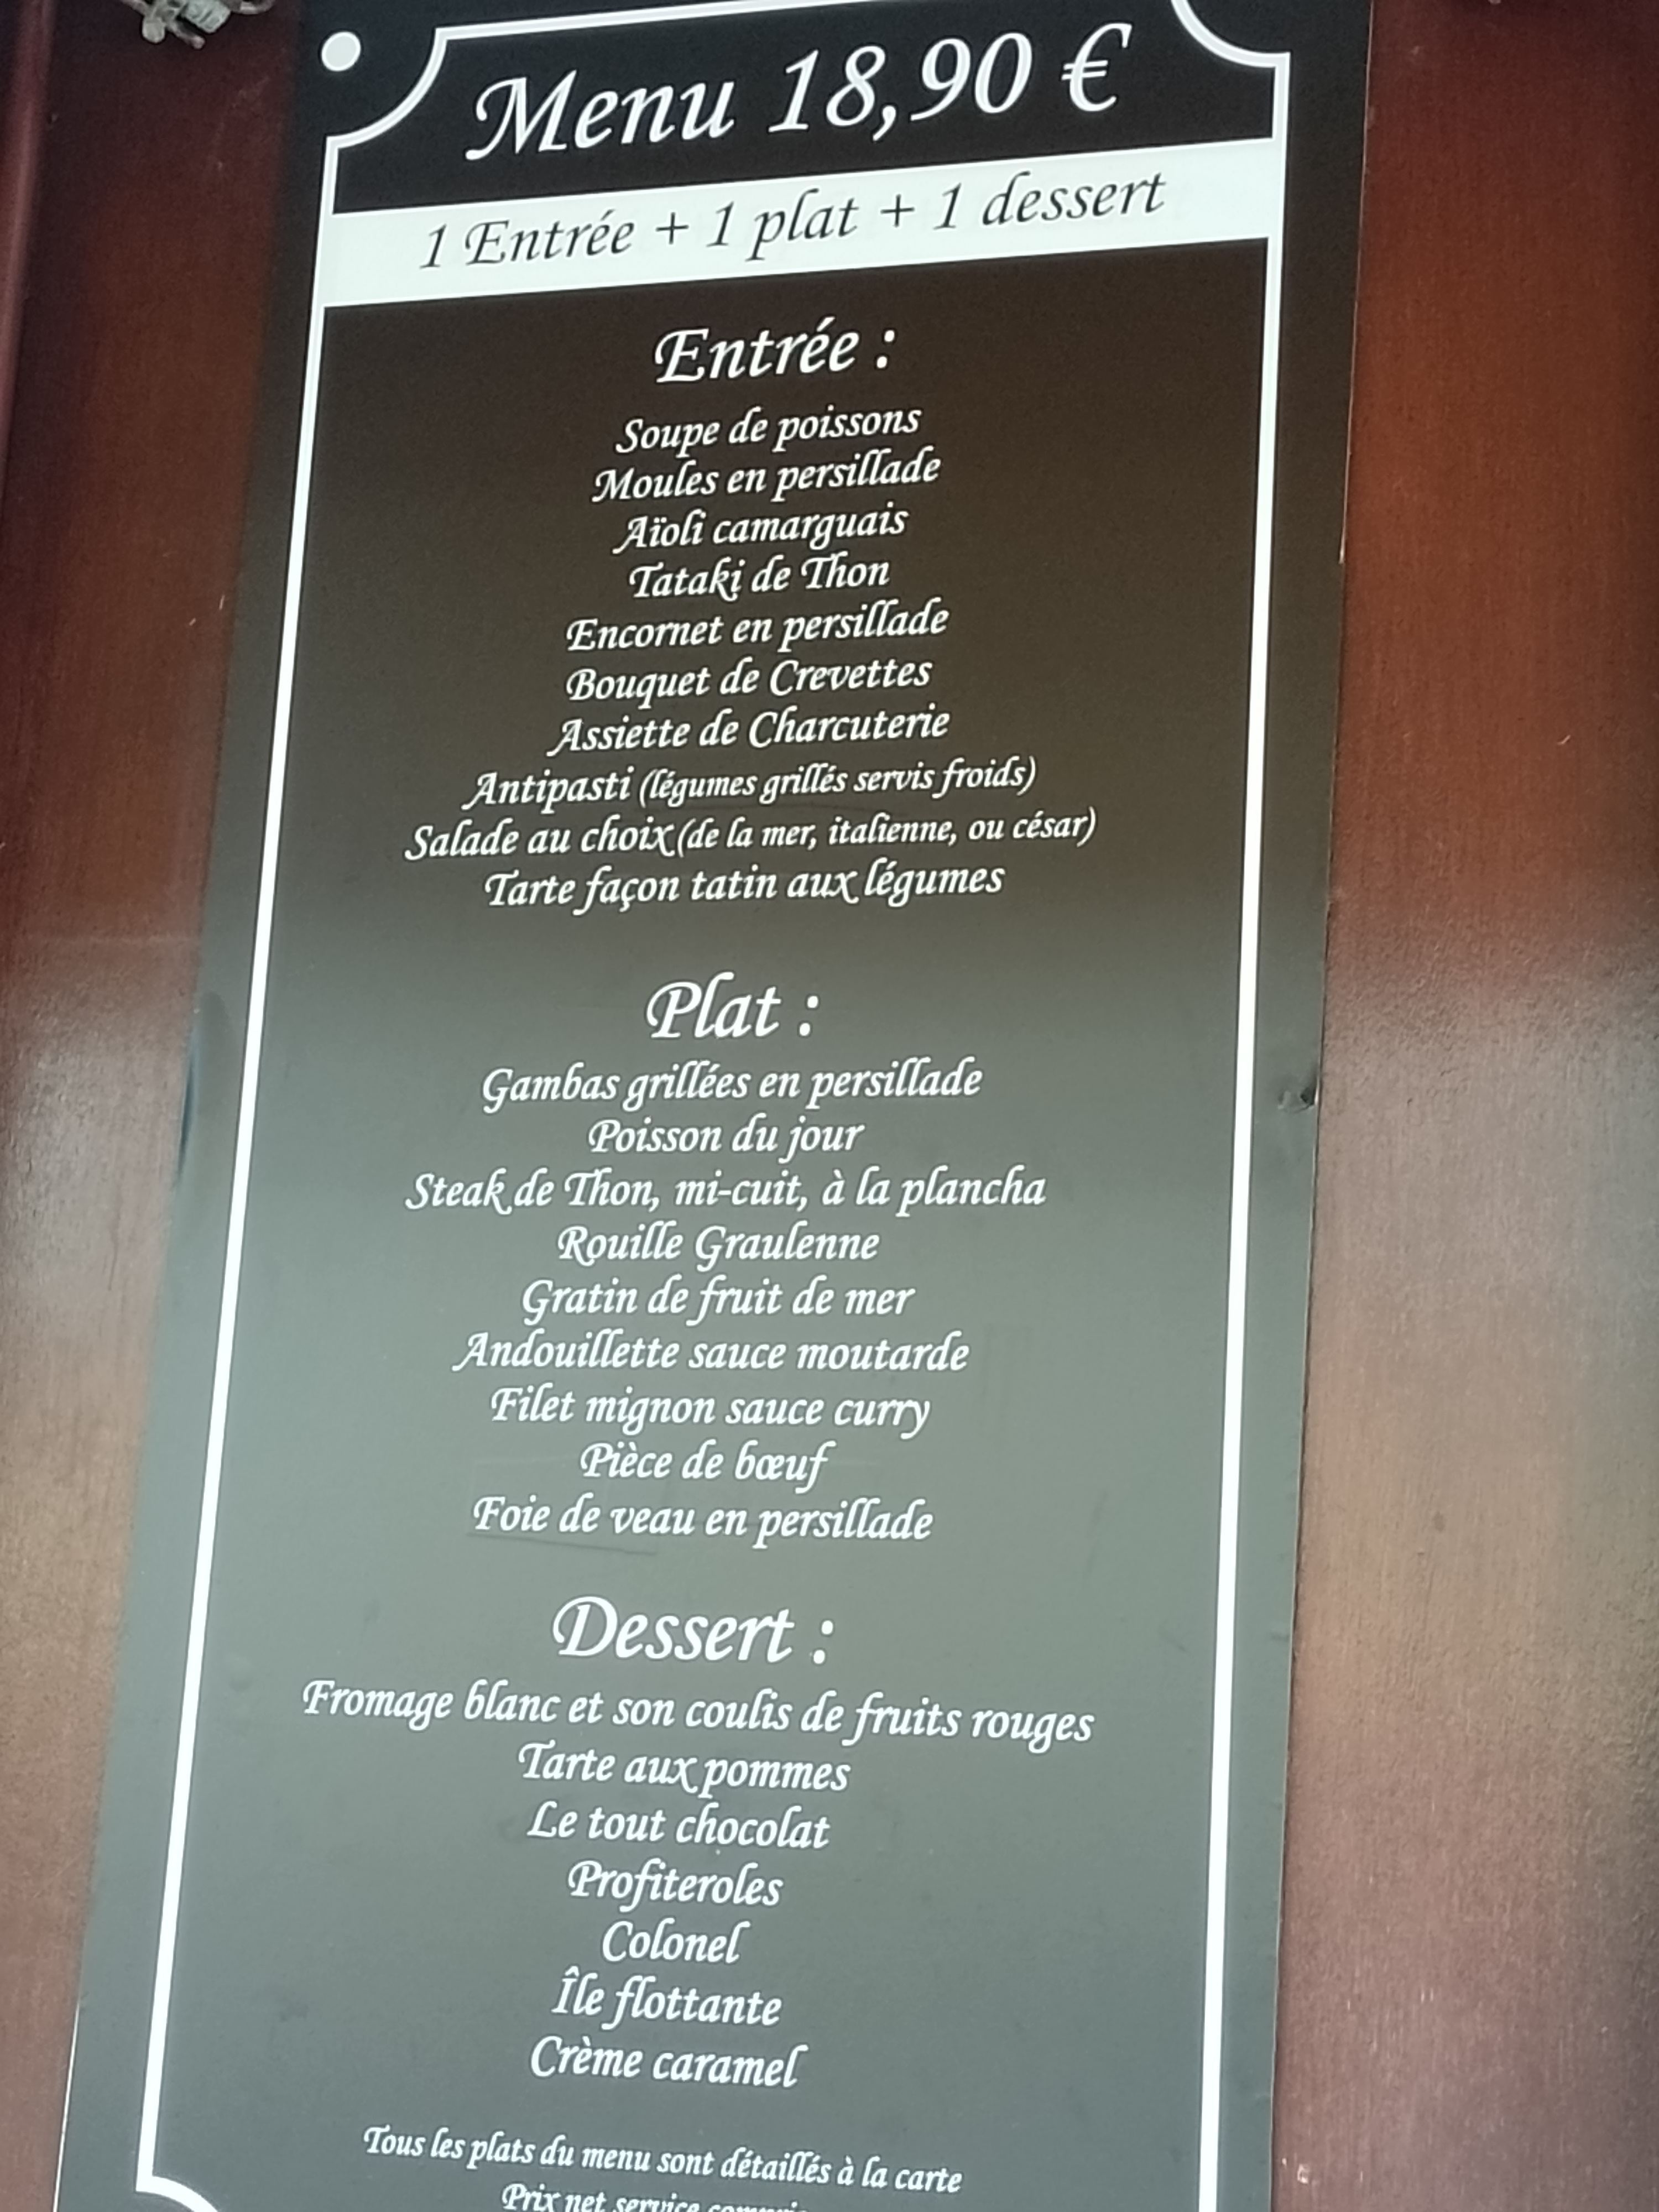 Menu 18,90 €
1 Entrée + 1 plat + 1 dessert
Entrée :
Soupe de poissons
Moules en persillade
Aïoli camarguais
Tataki de Thon
Encornet en persillade
Bouquet de Crevettes
Assiette de Charcuterie
Antipasti (légumes grillés servis froids)
Salade au choix (de la mer, italienne, ou césar)
Tarte façon tatin aux légumes
Plat :
Gambas grillées en persillade
Poisson du jour
Steak de Thon, mi-cuit, à la plancha
Rouille Graulenne
Gratin de fruit de mer
Andouillette sauce moutarde
Filet mignon sauce curry
Pièce de bœuf
Foie de veau en persillade
Dessert :
Fromage blanc et son coulis de fruits rouges
Tarte aux pommes
Le tout chocolat
Profiteroles
Colonel
Île flottante
Crème caramel
Tous les plats du menu sont détaillés à la carte
Prix net service compris